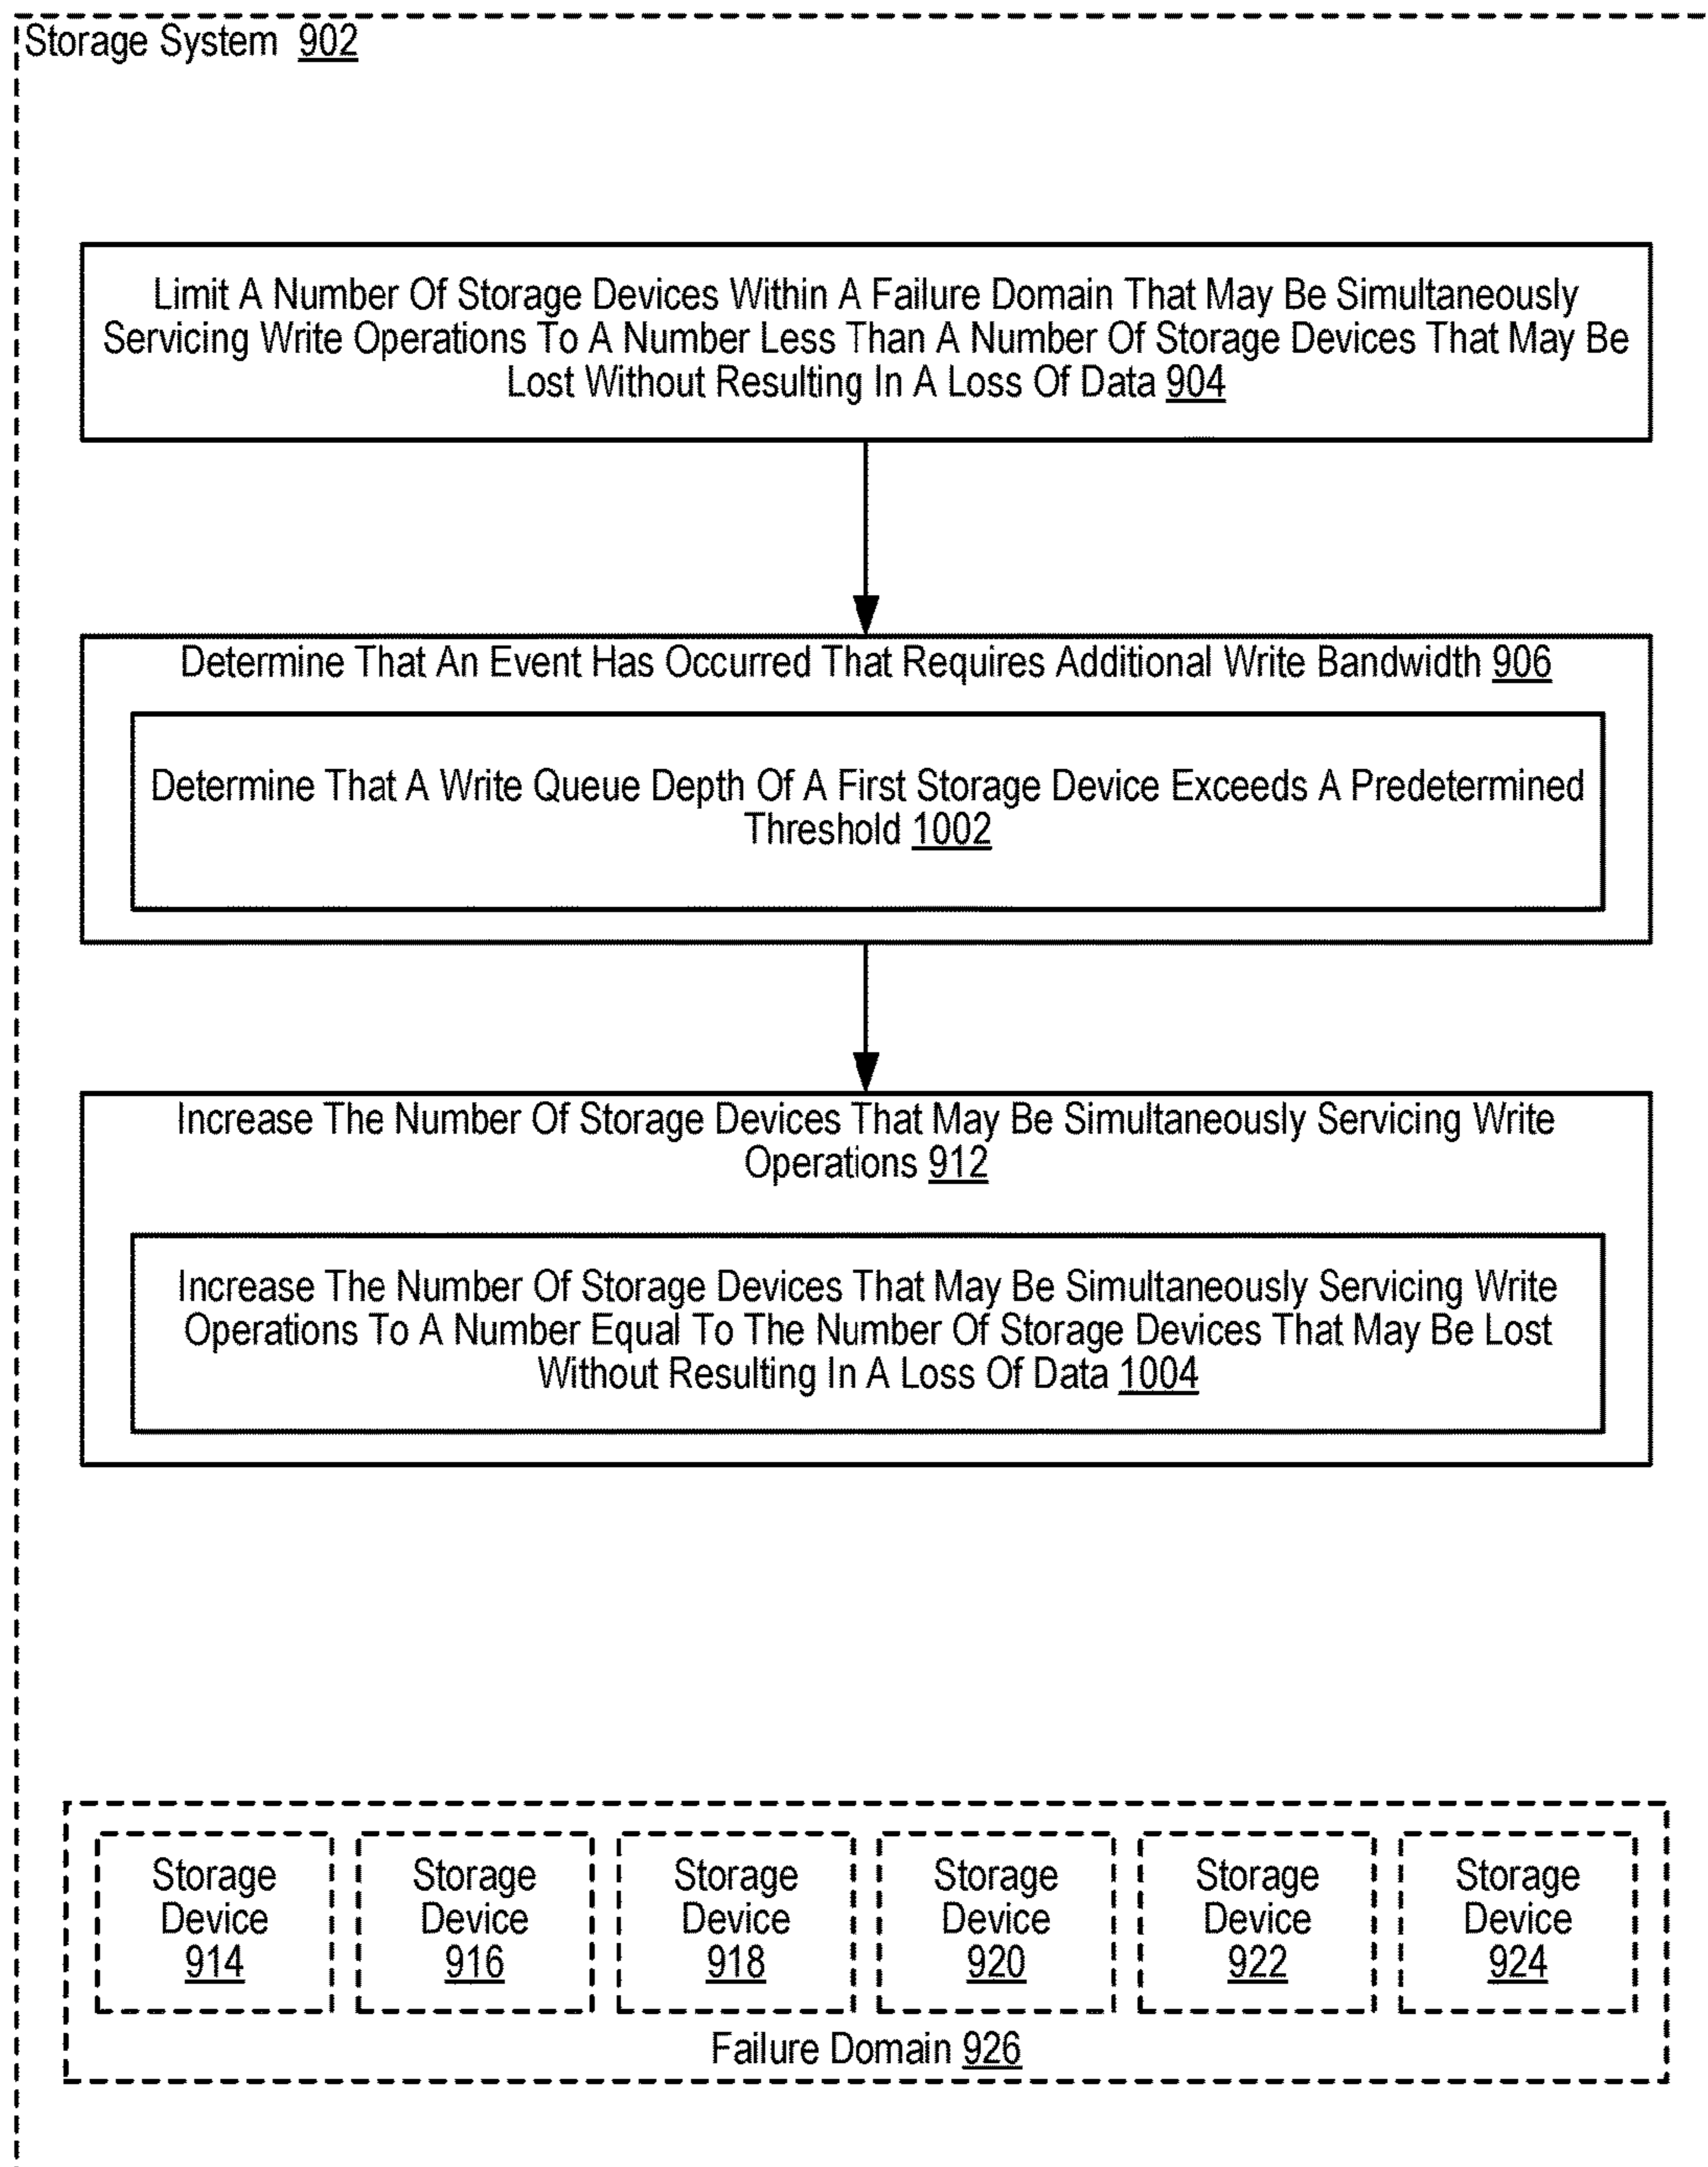 Storage System 902
Limit A Number Of Storage Devices Within A Failure Domain That May Be Simultaneously
Servicing Write Operations To A Number Less Than A Number Of Storage Devices That May Be
Lost Without Resulting In A Loss Of Data 904
Determine That An Event Has Occurred That Requires Additional Write Bandwidth 906
Determine That A Write Queue Depth Of A First Storage Device Exceeds A Predetermined
Threshold 1002
Increase The Number Of Storage Devices That May Be Simultaneously Servicing Write
Operations 912
Increase The Number Of Storage Devices That May Be Simultaneously Servicing Write
Operations To A Number Equal To The Number Of Storage Devices That May Be Lost
Without Resulting In A Loss Of Data 1004
Storage
Device
914
Storage
Device
916
Storage
Device
918
Storage
Device
920
Storage
Device
922
Storage
Device
924
Failure Domain 926